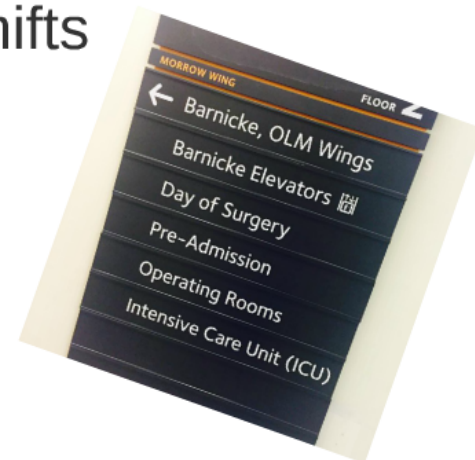 MORROW WING FLOOR 2
← Barnicke, OLM Wings
Barnicke Elevators
Day of Surgery
Pre-Admission
Operating Rooms
Intensive Care Unit (ICU)